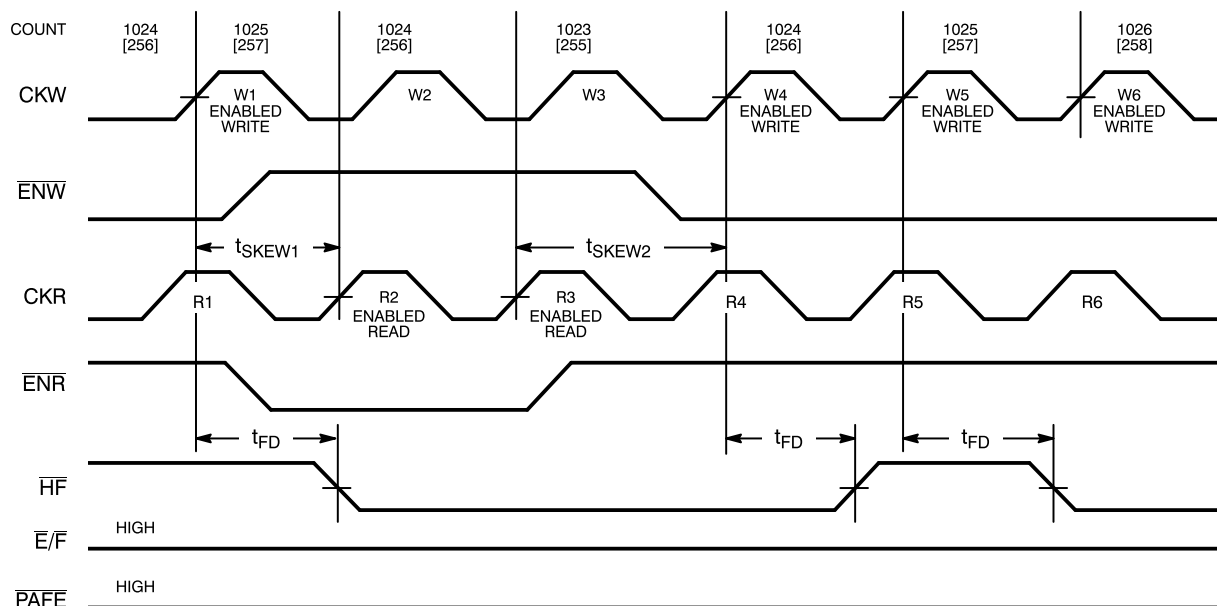 COUNT 1024 1025 1024 1023 1024 1025 1026
[256] [257] [256] [255] [256] [257] [258]
CKW W1 W2 W3 W4 W5 W6
ENABLED ENABLED ENABLED ENABLED
WRITE WRITE WRITE WRITE
ENW
tSKEW1 tSKEW2
CKR R1 R2 R3 R4 R5 R6
ENABLED ENABLED
READ READ
ENR
tFD tFD tFD
HF
E/F HIGH
PAFE HIGH